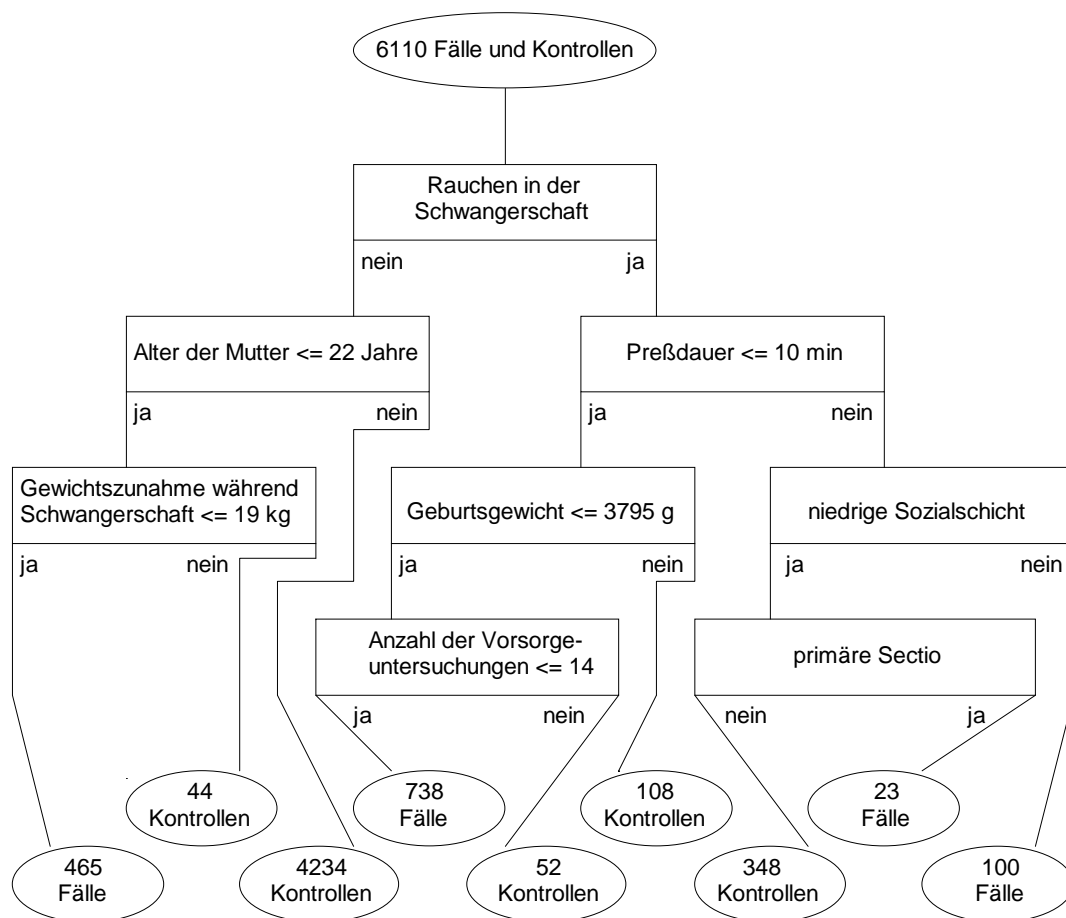 6110 Fälle und Kontrollen
Rauchen in der
Schwangerschaft
nein ja
Alter der Mutter <= 22 Jahre
Preßdauer <= 10 min
ja nein
ja nein
Gewichtszunahme während
Schwangerschaft <= 19 kg
Geburtsgewicht <= 3795 g
niedrige Sozialschicht
ja nein
ja nein
ja nein
Anzahl der Vorsorge-
untersuchungen <= 14
primäre Sectio
ja nein
nein ja
44
Kontrollen
738
Fälle
108
Kontrollen
23
Fälle
465
Fälle
4234
Kontrollen
52
Kontrollen
348
Kontrollen
100
Fälle